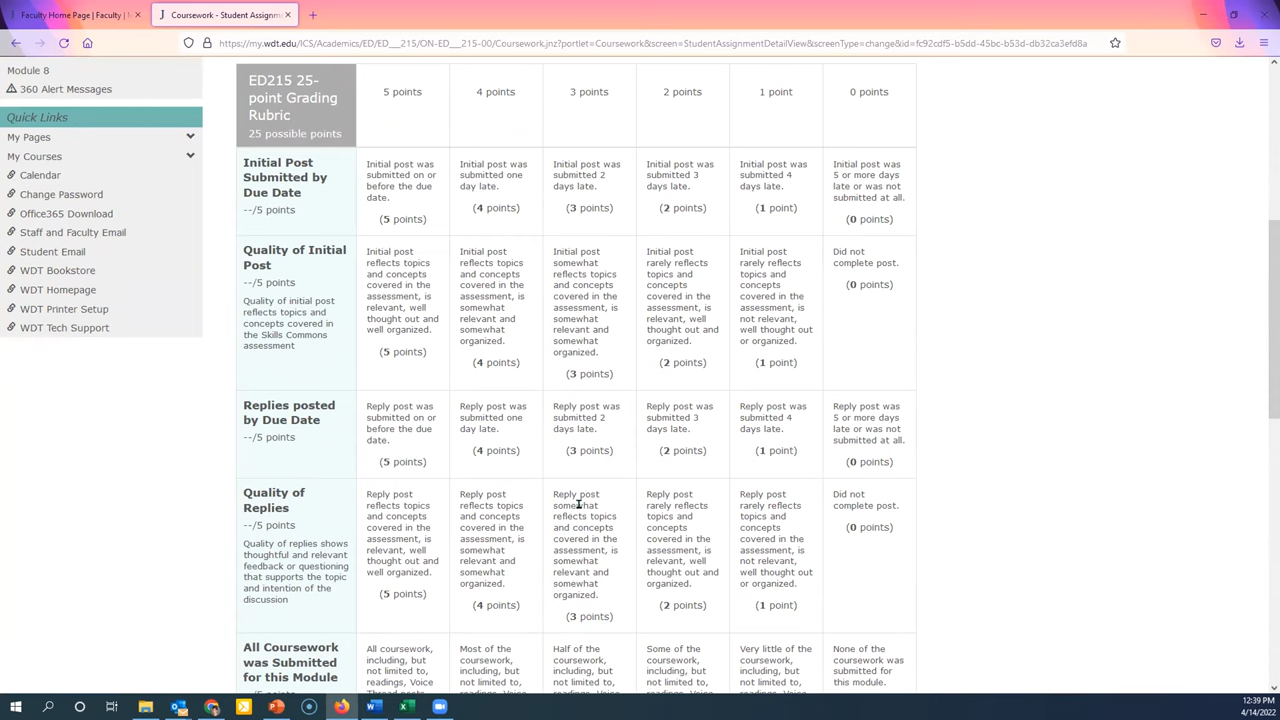 Faculty Home Page | Faculty | M
Coursework - Student Assignm
https://my.wdt.edu/ICS/Academics/ED/ED__215/ON-ED__215-00/Coursework.jnz?portlet=Coursework&screen=StudentAssignmentDetailView&screenType=change&id=fc92cdf5-b5dd-45bc-b53d-db32ca3efd8a
Module 8
360 Alert Messages
Quick Links
My Pages
My Courses
Calendar
Change Password
Office365 Download
Staff and Faculty Email
Student Email
WDT Bookstore
WDT Homepage
WDT Printer Setup
WDT Tech Support
ED215 25-
point Grading
Rubric
25 possible points
5 points
4 points
3 points
2 points
1 point
0 points
Initial Post
Submitted by
Due Date
--/5 points
Initial post was
submitted on or
before the due
date.
(5 points)
Initial post was
submitted one
day late.
(4 points)
Initial post was
submitted 2
days late.
(3 points)
Initial post was
submitted 3
days late.
(2 points)
Initial post was
submitted 4
days late.
(1 point)
Initial post was
5 or more days
late or was not
submitted at all.
(0 points)
Quality of Initial
Post
--/5 points
Quality of initial post
reflects topics and
concepts covered in
the Skills Commons
assessment
Initial post
reflects topics
and concepts
covered in the
assessment, is
relevant, well
thought out and
well organized.
(5 points)
Initial post
reflects topics
and concepts
covered in the
assessment, is
somewhat
relevant and
somewhat
organized.
(4 points)
Initial post
somewhat
reflects topics
and concepts
covered in the
assessment, is
somewhat
relevant and
somewhat
organized.
(3 points)
Initial post
rarely reflects
topics and
concepts
covered in the
assessment, is
relevant, well
thought out and
organized.
(2 points)
Initial post
rarely reflects
topics and
concepts
covered in the
assessment, is
not relevant,
well thought out
or organized.
(1 point)
Did not
complete post.
(0 points)
Replies posted
by Due Date
--/5 points
Reply post was
submitted on or
before the due
date.
(5 points)
Reply post was
submitted one
day late.
(4 points)
Reply post was
submitted 2
days late.
(3 points)
Reply post was
submitted 3
days late.
(2 points)
Reply post was
submitted 4
days late.
(1 point)
Reply post was
5 or more days
late or was not
submitted at all.
(0 points)
Quality of
Replies
--/5 points
Quality of replies shows
thoughtful and relevant
feedback or questioning
that supports the topic
and intention of the
discussion
Reply post
reflects topics
and concepts
covered in the
assessment, is
relevant, well
thought out and
well organized.
(5 points)
Reply post
reflects topics
and concepts
covered in the
assessment, is
somewhat
relevant and
somewhat
organized.
(4 points)
Reply post
somewhat
reflects topics
and concepts
covered in the
assessment, is
somewhat
relevant and
somewhat
organized.
(3 points)
Reply post
rarely reflects
topics and
concepts
covered in the
assessment, is
relevant, well
thought out and
organized.
(2 points)
Reply post
rarely reflects
topics and
concepts
covered in the
assessment, is
not relevant,
well thought out
or organized.
(1 point)
Did not
complete post.
(0 points)
All Coursework
was Submitted
for this Module
--/5 points
All coursework,
including, but
not limited to,
readings, Voice
Thread posts
Most of the
coursework,
including, but
not limited to,
readings, Voice
Half of the
coursework,
including, but
not limited to,
readings, Voice
Some of the
coursework,
including, but
not limited to,
readings, Voice
Very little of the
coursework,
including, but
not limited to,
readings, Voice
None of the
coursework was
submitted for
this module.
12:39 PM
4/14/2022